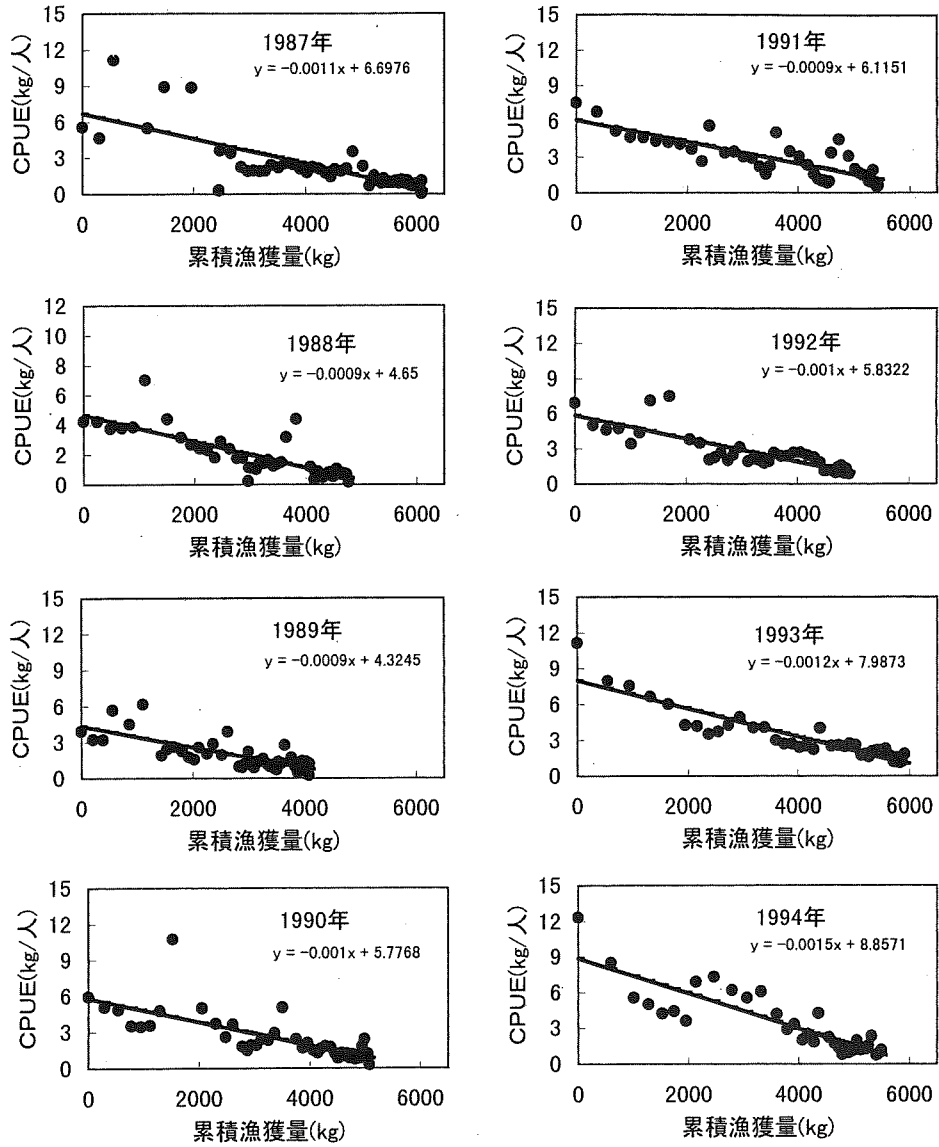 15
12
9
6
3
0
CPUE(kg/人)
1987年
y = -0.0011x + 6.6976
0 2000 4000 6000
累積漁獲量(kg)
12
10
8
6
4
2
0
CPUE(kg/人)
1988年
y = -0.0009x + 4.65
0 2000 4000 6000
累積漁獲量(kg)
15
12
9
6
3
0
CPUE(kg/人)
1989年
y = -0.0009x + 4.3245
0 2000 4000 6000
累積漁獲量(kg)
15
12
9
6
3
0
CPUE(kg/人)
1990年
y = -0.001x + 5.7768
0 2000 4000 6000
累積漁獲量(kg)
15
12
9
6
3
0
CPUE(kg/人)
1991年
y = -0.0009x + 6.1151
0 2000 4000 6000
累積漁獲量(kg)
15
12
9
6
3
0
CPUE(kg/人)
1992年
y = -0.001x + 5.8322
0 2000 4000 6000
累積漁獲量(kg)
15
12
9
6
3
0
CPUE(kg/人)
1993年
y = -0.0012x + 7.9873
0 2000 4000 6000
累積漁獲量(kg)
15
12
9
6
3
0
CPUE(kg/人)
1994年
y = -0.0015x + 8.8571
0 2000 4000 6000
累積漁獲量(kg)